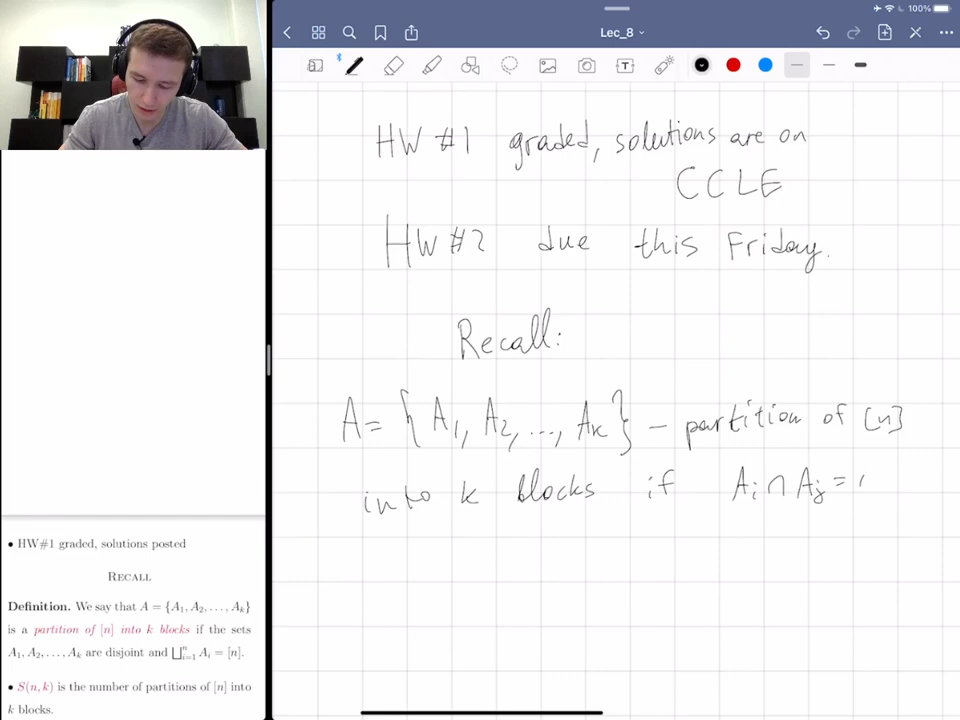 100%
Lec_8
HW #1 graded, solutions are on
CCLE
HW #2 due this Friday.
Recall:
A = {A₁, A₂, ..., Aₖ} – partition of [n]
into k blocks if Aᵢ ∩ Aⱼ =
• HW#1 graded, solutions posted
RECALL
Definition. We say that A = {A₁, A₂, . . . , Aₖ}
is a partition of [n] into k blocks if the sets
A₁, A₂, . . . , Aₖ are disjoint and ⨆ⁿᵢ₌₁ Aᵢ = [n].
• S(n, k) is the number of partitions of [n] into
k blocks.